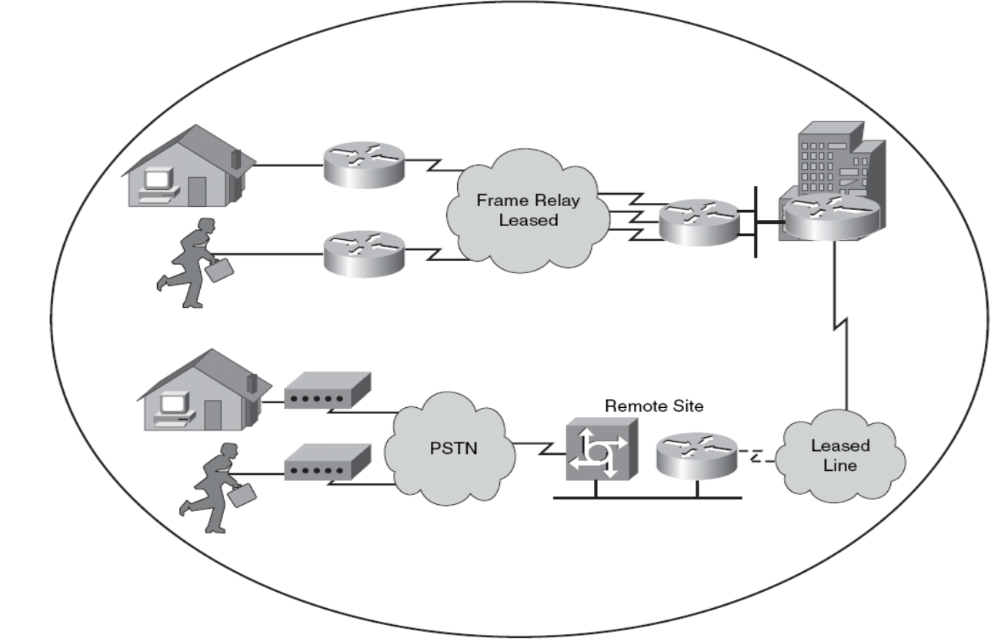 Frame Relay
Leased
Remote Site
PSTN
Leased
Line